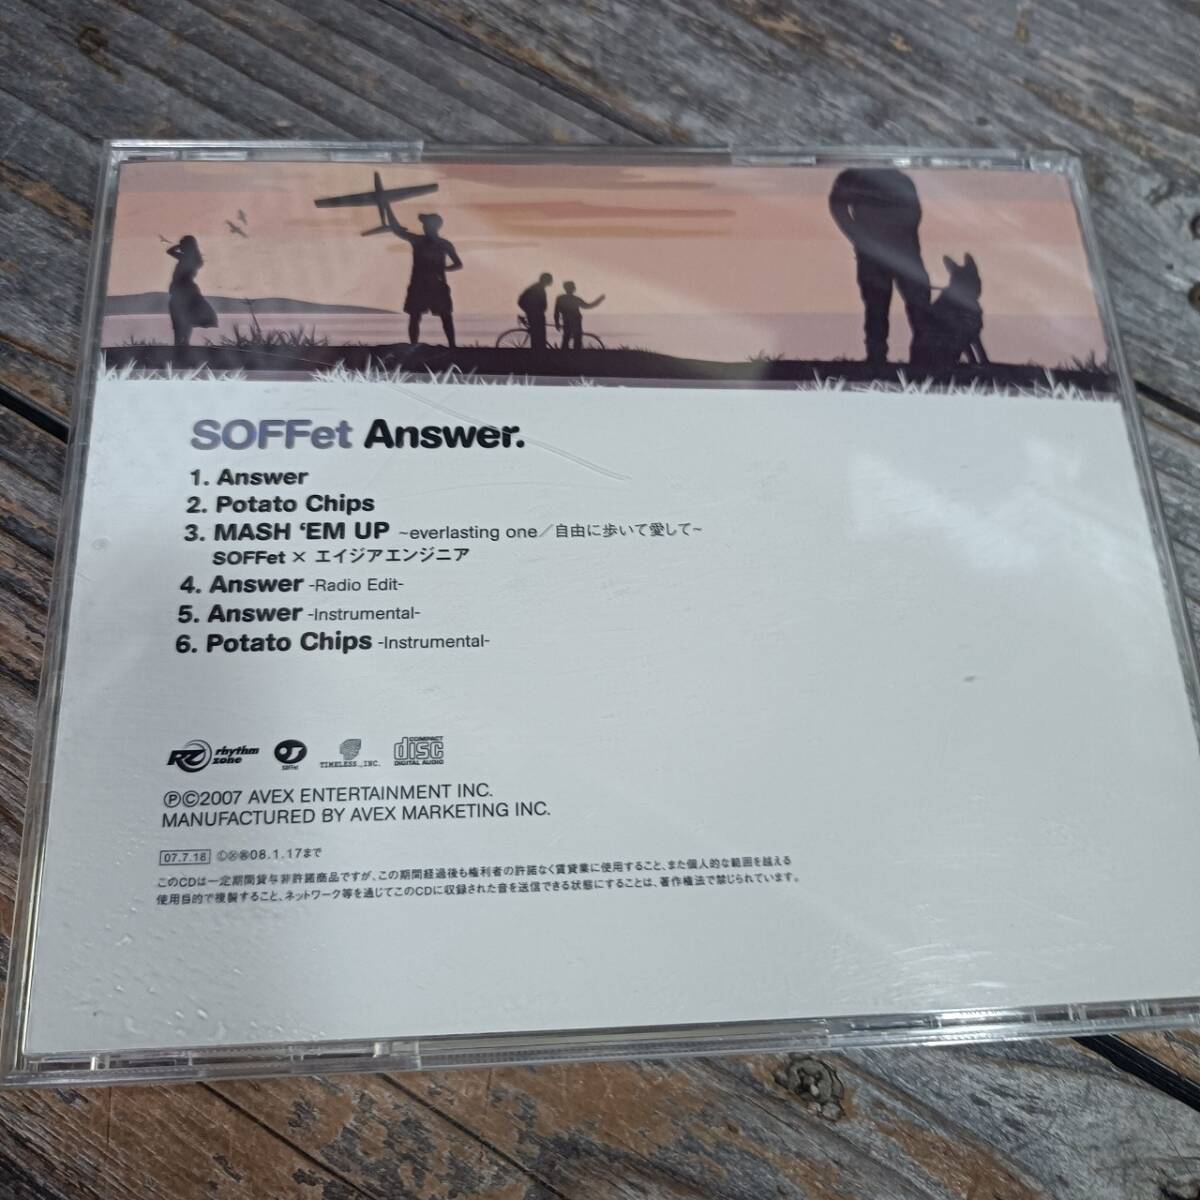 SOFFet Answer.
1. Answer
2. Potato Chips
3. MASH ‘EM UP ~everlasting one／自由に歩いて愛して~
SOFFet × エイジアエンジニア
4. Answer -Radio Edit-
5. Answer -Instrumental-
6. Potato Chips -Instrumental-
RZ rhythm zone SOFFet TIMELESS., INC. COMPACT disc DIGITAL AUDIO
ⓅⒸ2007 AVEX ENTERTAINMENT INC.
MANUFACTURED BY AVEX MARKETING INC.
07.7.18 08.1.17まで
このCDは一定期間貸与非許諾商品ですが、この期間経過後も権利者の許諾なく賃貸業に使用すること、また個人的な範囲を越える
使用目的で複製すること、ネットワーク等を通じてこのCDに収録された音を送信できる状態にすることは、著作権法で禁じられています。